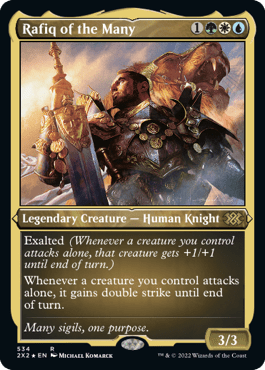 Rafiq of the Many 1
Legendary Creature — Human Knight
Exalted (Whenever a creature you control
attacks alone, that creature gets +1/+1
until end of turn.)
Whenever a creature you control attacks
alone, it gains double strike until end
of turn.
Many sigils, one purpose.
3/3
534 R
2X2 ★ EN MICHAEL KOMARCK
™ & © 2022 Wizards of the Coast